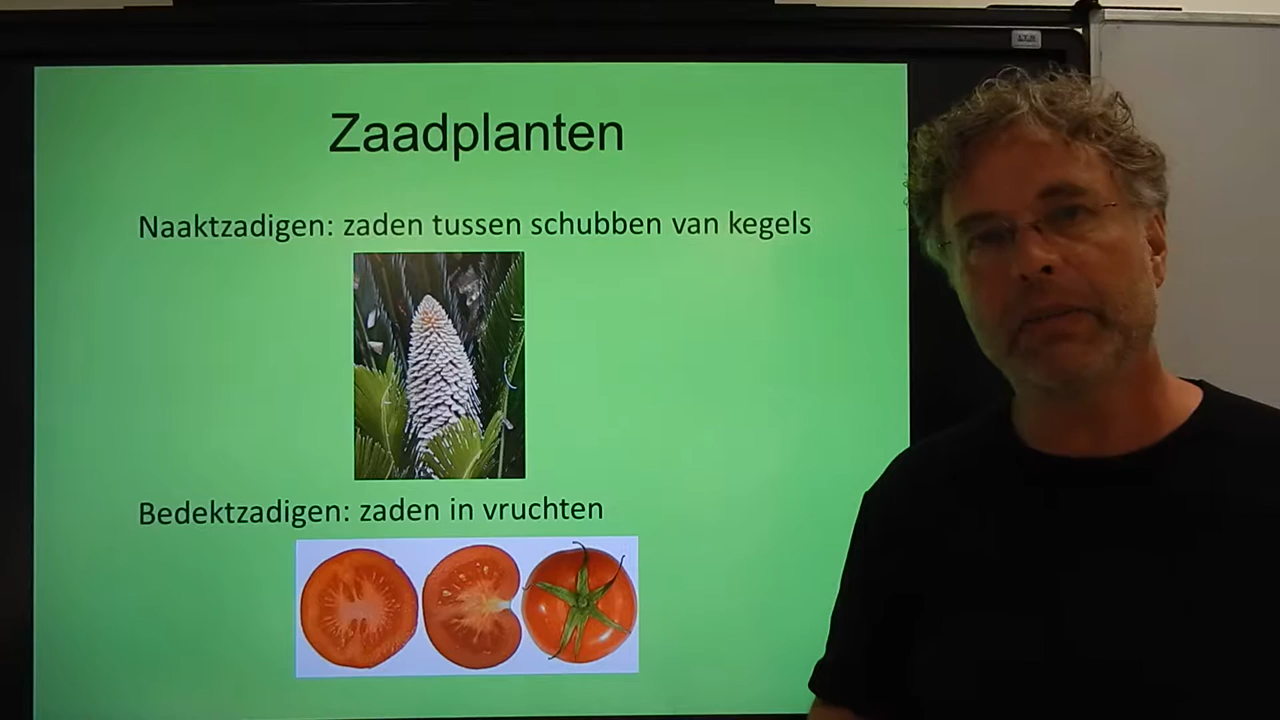 Zaadplanten
Naaktzadigen: zaden tussen schubben van kegels
Bedektzadigen: zaden in vruchten